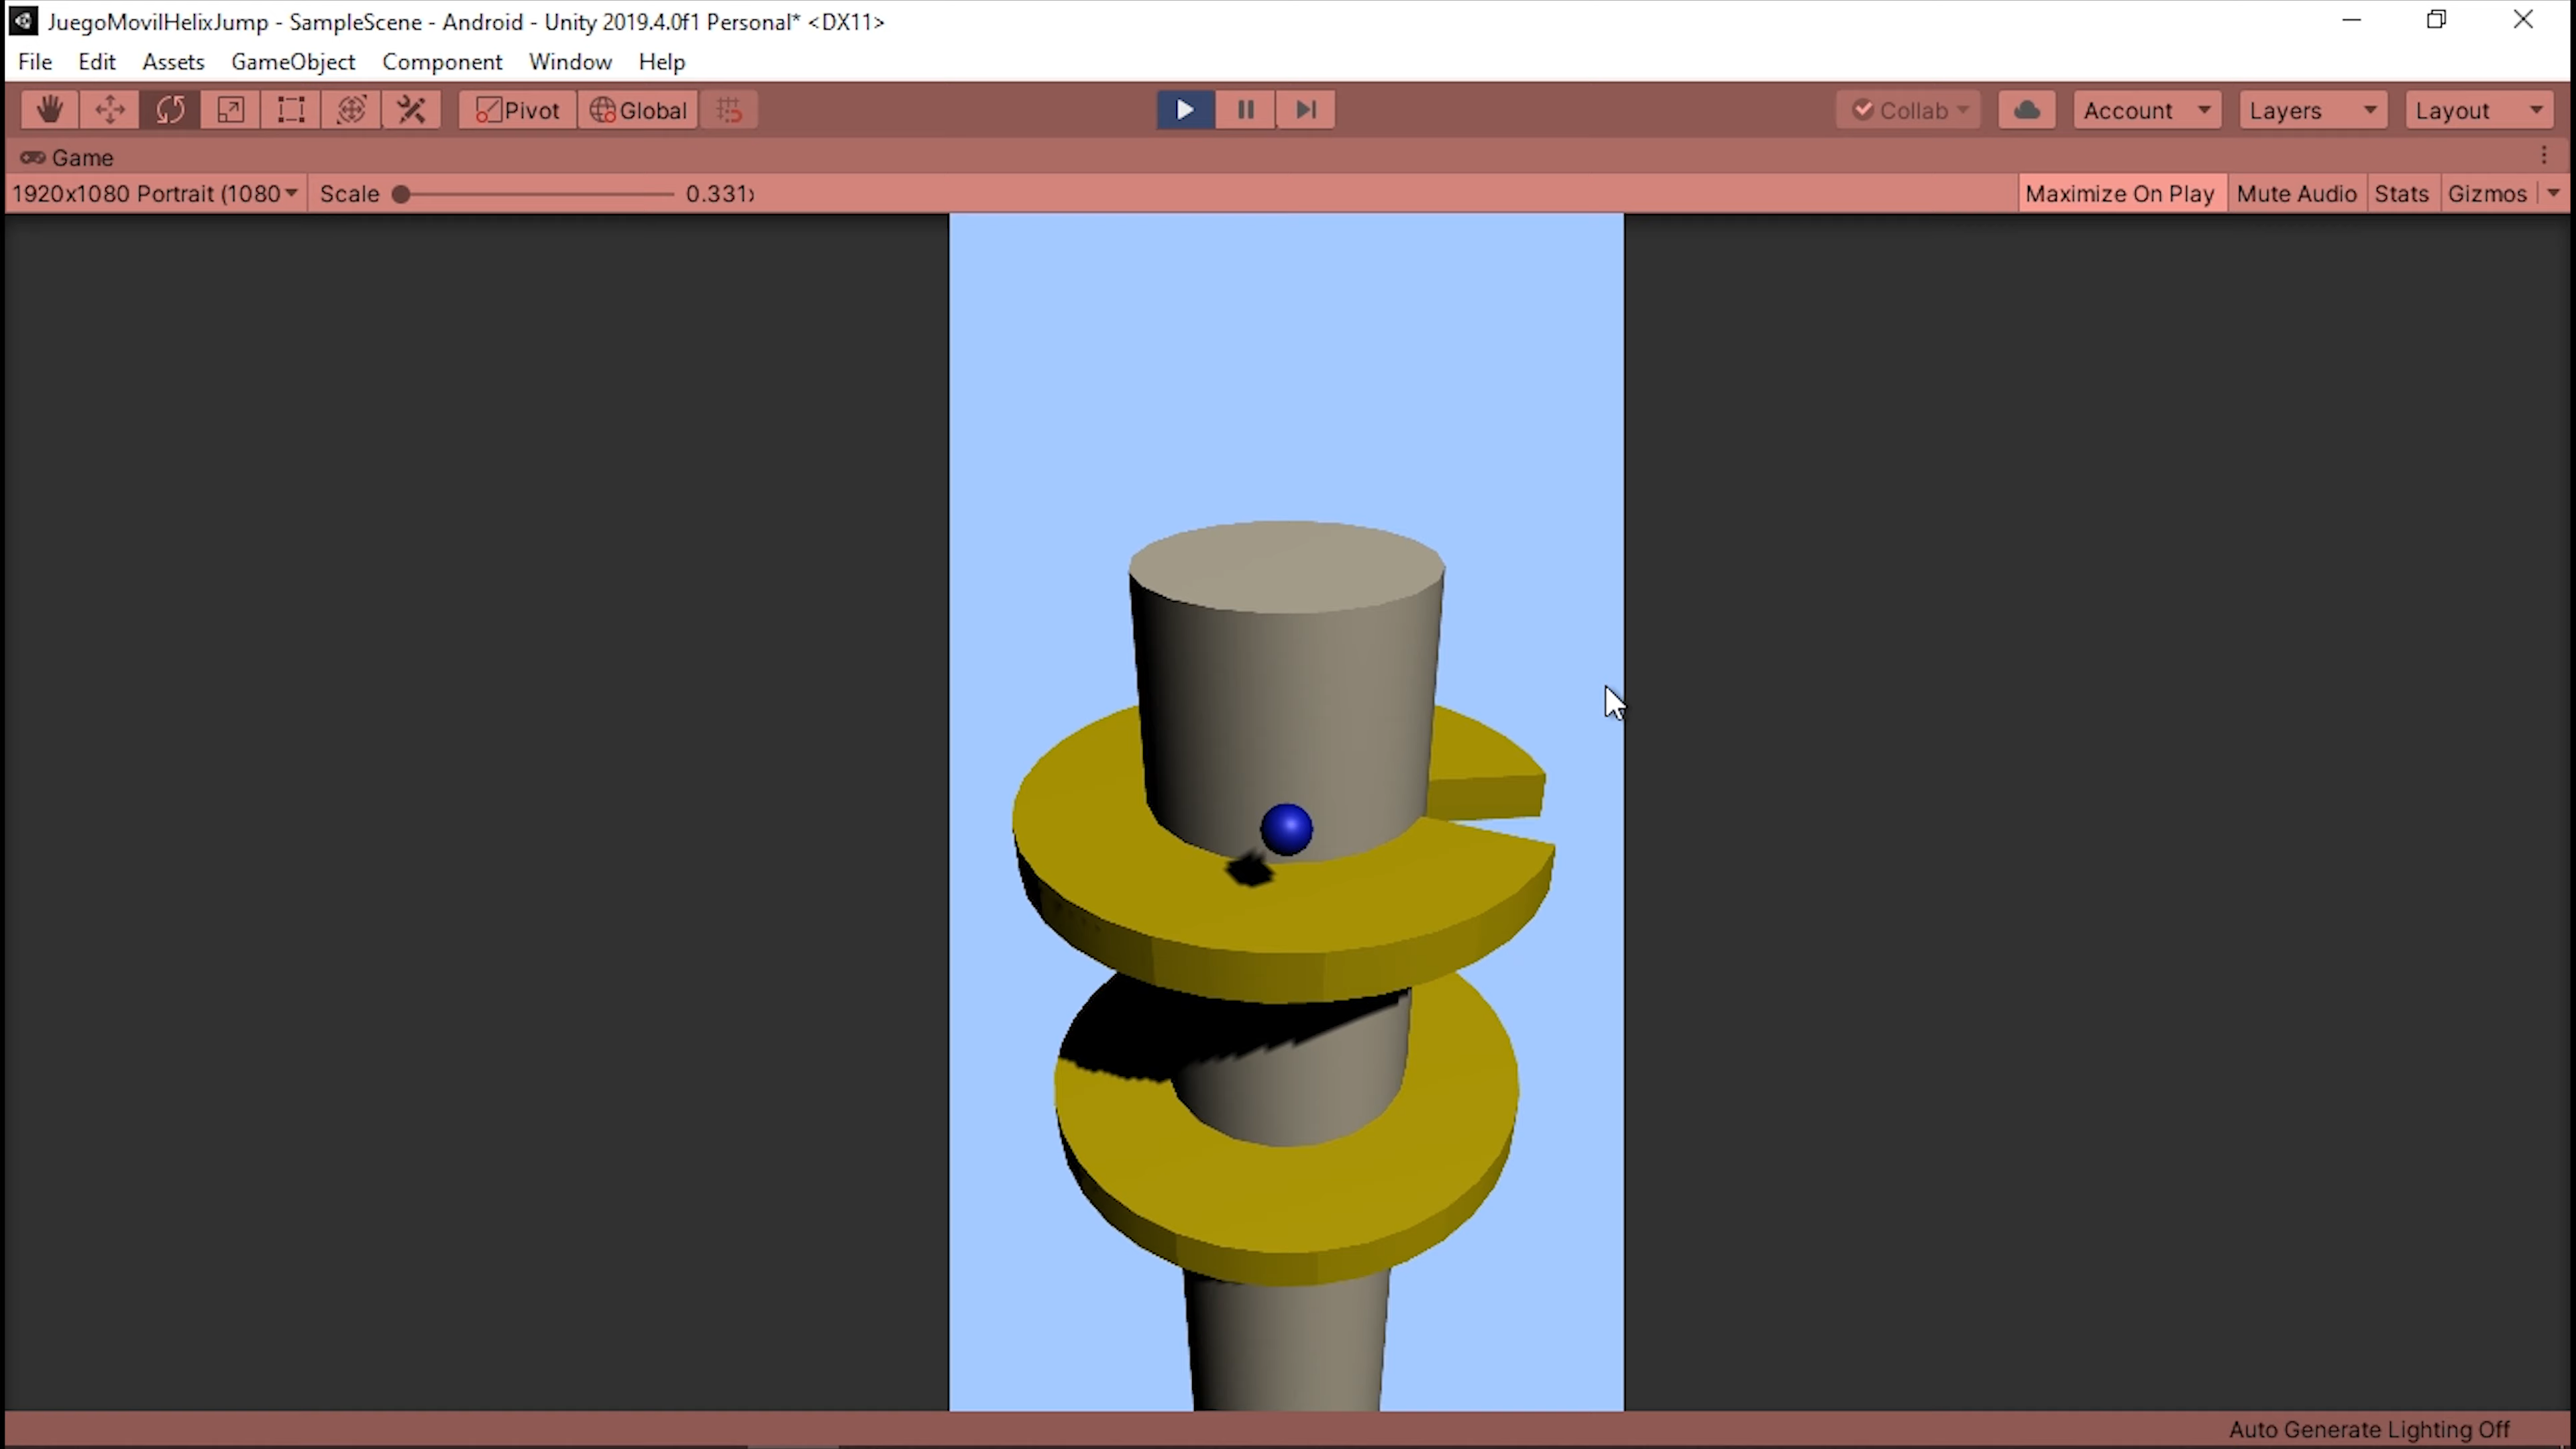 JuegoMovilHelixJump - SampleScene - Android - Unity 2019.4.0f1 Personal* <DX11>
File Edit Assets GameObject Component Window Help
Pivot Global Collab Account Layers Layout
Game
1920x1080 Portrait (1080 Scale 0.331 Maximize On Play Mute Audio Stats Gizmos
Auto Generate Lighting Off